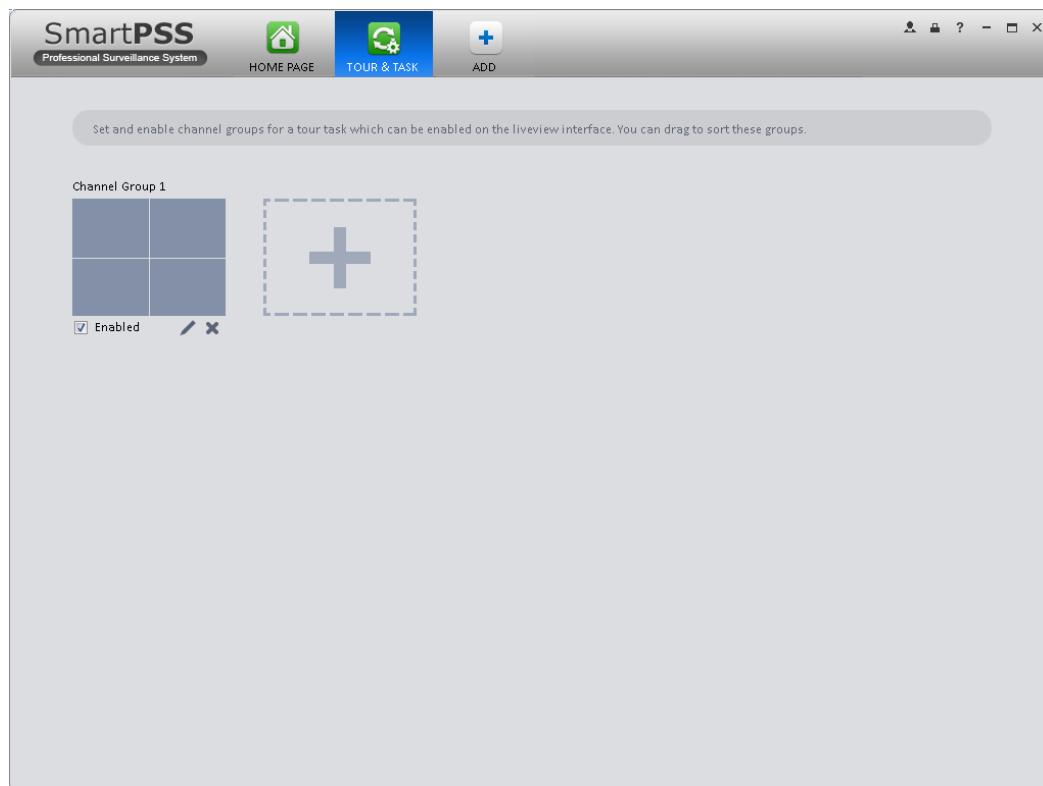 SmartPSS
Professional Surveillance System
HOME PAGE
TOUR & TASK
ADD
?
Set and enable channel groups for a tour task which can be enabled on the liveview interface. You can drag to sort these groups.
Channel Group 1
Enabled